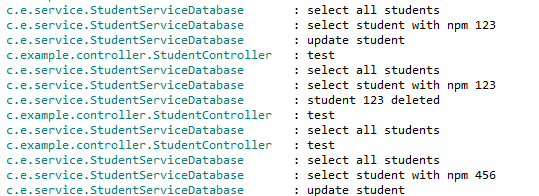 c.e.service.StudentServiceDatabase : select all students
c.e.service.StudentServiceDatabase : select student with npm 123
c.e.service.StudentServiceDatabase : update student
c.example.controller.StudentController : test
c.e.service.StudentServiceDatabase : select all students
c.e.service.StudentServiceDatabase : select student with npm 123
c.e.service.StudentServiceDatabase : student 123 deleted
c.example.controller.StudentController : test
c.e.service.StudentServiceDatabase : select all students
c.example.controller.StudentController : test
c.e.service.StudentServiceDatabase : select all students
c.e.service.StudentServiceDatabase : select student with npm 456
c.e.service.StudentServiceDatabase : update student